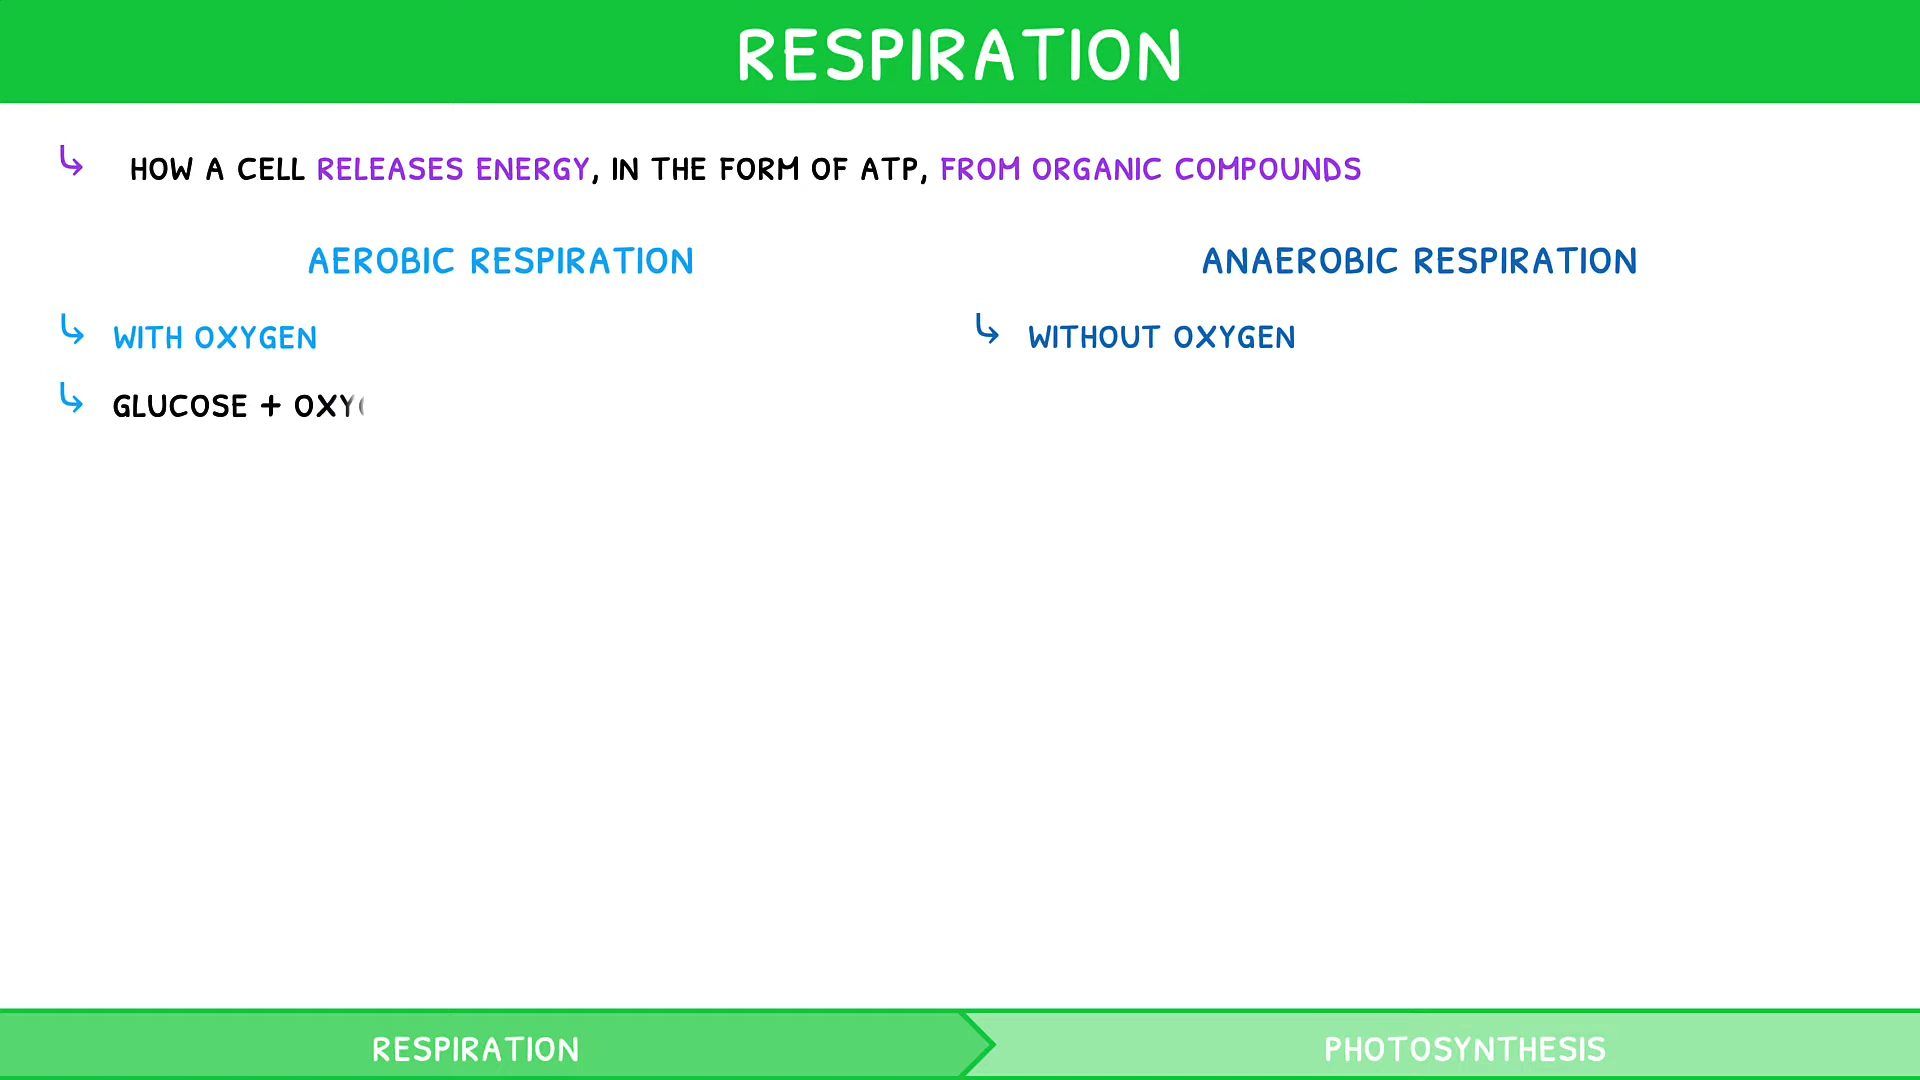 RESPIRATION
HOW A CELL RELEASES ENERGY, IN THE FORM OF ATP, FROM ORGANIC COMPOUNDS
AEROBIC RESPIRATION
ANAEROBIC RESPIRATION
WITH OXYGEN
WITHOUT OXYGEN
GLUCOSE +
RESPIRATION
PHOTOSYNTHESIS